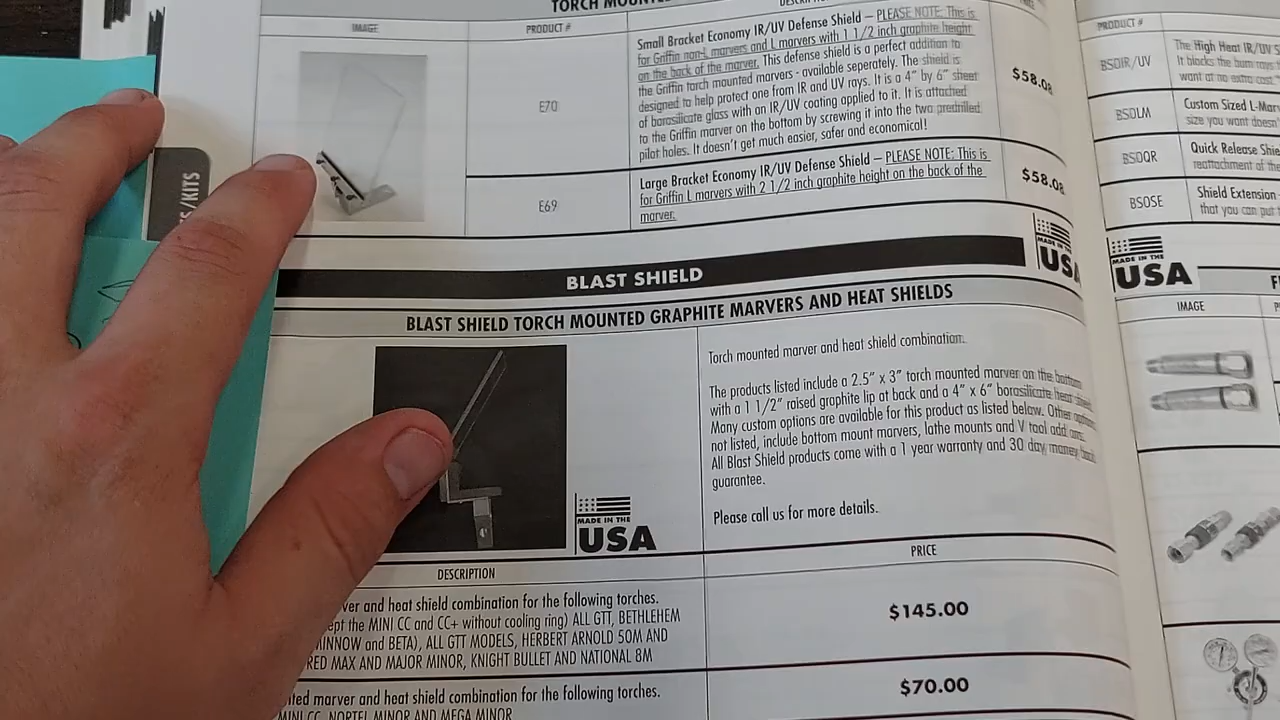 TORCH MOUNTED
IMAGE
PRODUCT #
E70
Small Bracket Economy IR/UV Defense Shield – PLEASE NOTE: This is
for Griffin non-L marvers and L marvers with 1 1/2 inch graphite height
on the back of the marver. This defense shield is a perfect addition to
the Griffin torch mounted marvers - available seperately. The shield is
designed to help protect one from IR and UV rays. It is a 4" by 6" sheet
of borasilicate glass with an IR/UV coating applied to it. It is attached
to the Griffin marver on the bottom by screwing it into the two predrilled
pilot holes. It doesn't get much easier, safer and economical!
$58.08
E69
Large Bracket Economy IR/UV Defense Shield – PLEASE NOTE: This is
for Griffin L marvers with 2 1/2 inch graphite height on the back of the
marver.
$58.08
S/KITS
MADE IN THE
USA
BLAST SHIELD
BLAST SHIELD TORCH MOUNTED GRAPHITE MARVERS AND HEAT SHIELDS
Torch mounted marver and heat shield combination.
The products listed include a 2.5" x 3" torch mounted marver on the bottom
with a 1 1/2" raised graphite lip at back and a 4" x 6" borasilicate heat
Many custom options are available for this product as listed below. Other
not listed, include bottom mount marvers, lathe mounts and V tool add ons.
All Blast Shield products come with a 1 year warranty and 30 day money back
guarantee.
Please call us for more details.
MADE IN THE
USA
DESCRIPTION
PRICE
ver and heat shield combination for the following torches.
ept the MINI CC and CC+ without cooling ring) ALL GTT, BETHLEHEM
MINNOW and BETA), ALL GTT MODELS, HERBERT ARNOLD 50M AND
RED MAX AND MAJOR MINOR, KNIGHT BULLET AND NATIONAL 8M
$145.00
nted marver and heat shield combination for the following torches.
MINI CC, NORTEL MINOR AND MEGA MINOR
$70.00
PRODUCT #
BSOIR/UV
The High Heat IR/UV S
It blocks the burn rays
want at no extra cost.
BSOLM
Custom Sized L-Mar
size you want doesn'
BSOQR
Quick Release Shie
reattachment of the
BSOSE
Shield Extension
that you can put
MADE IN THE
USA
F
IMAGE